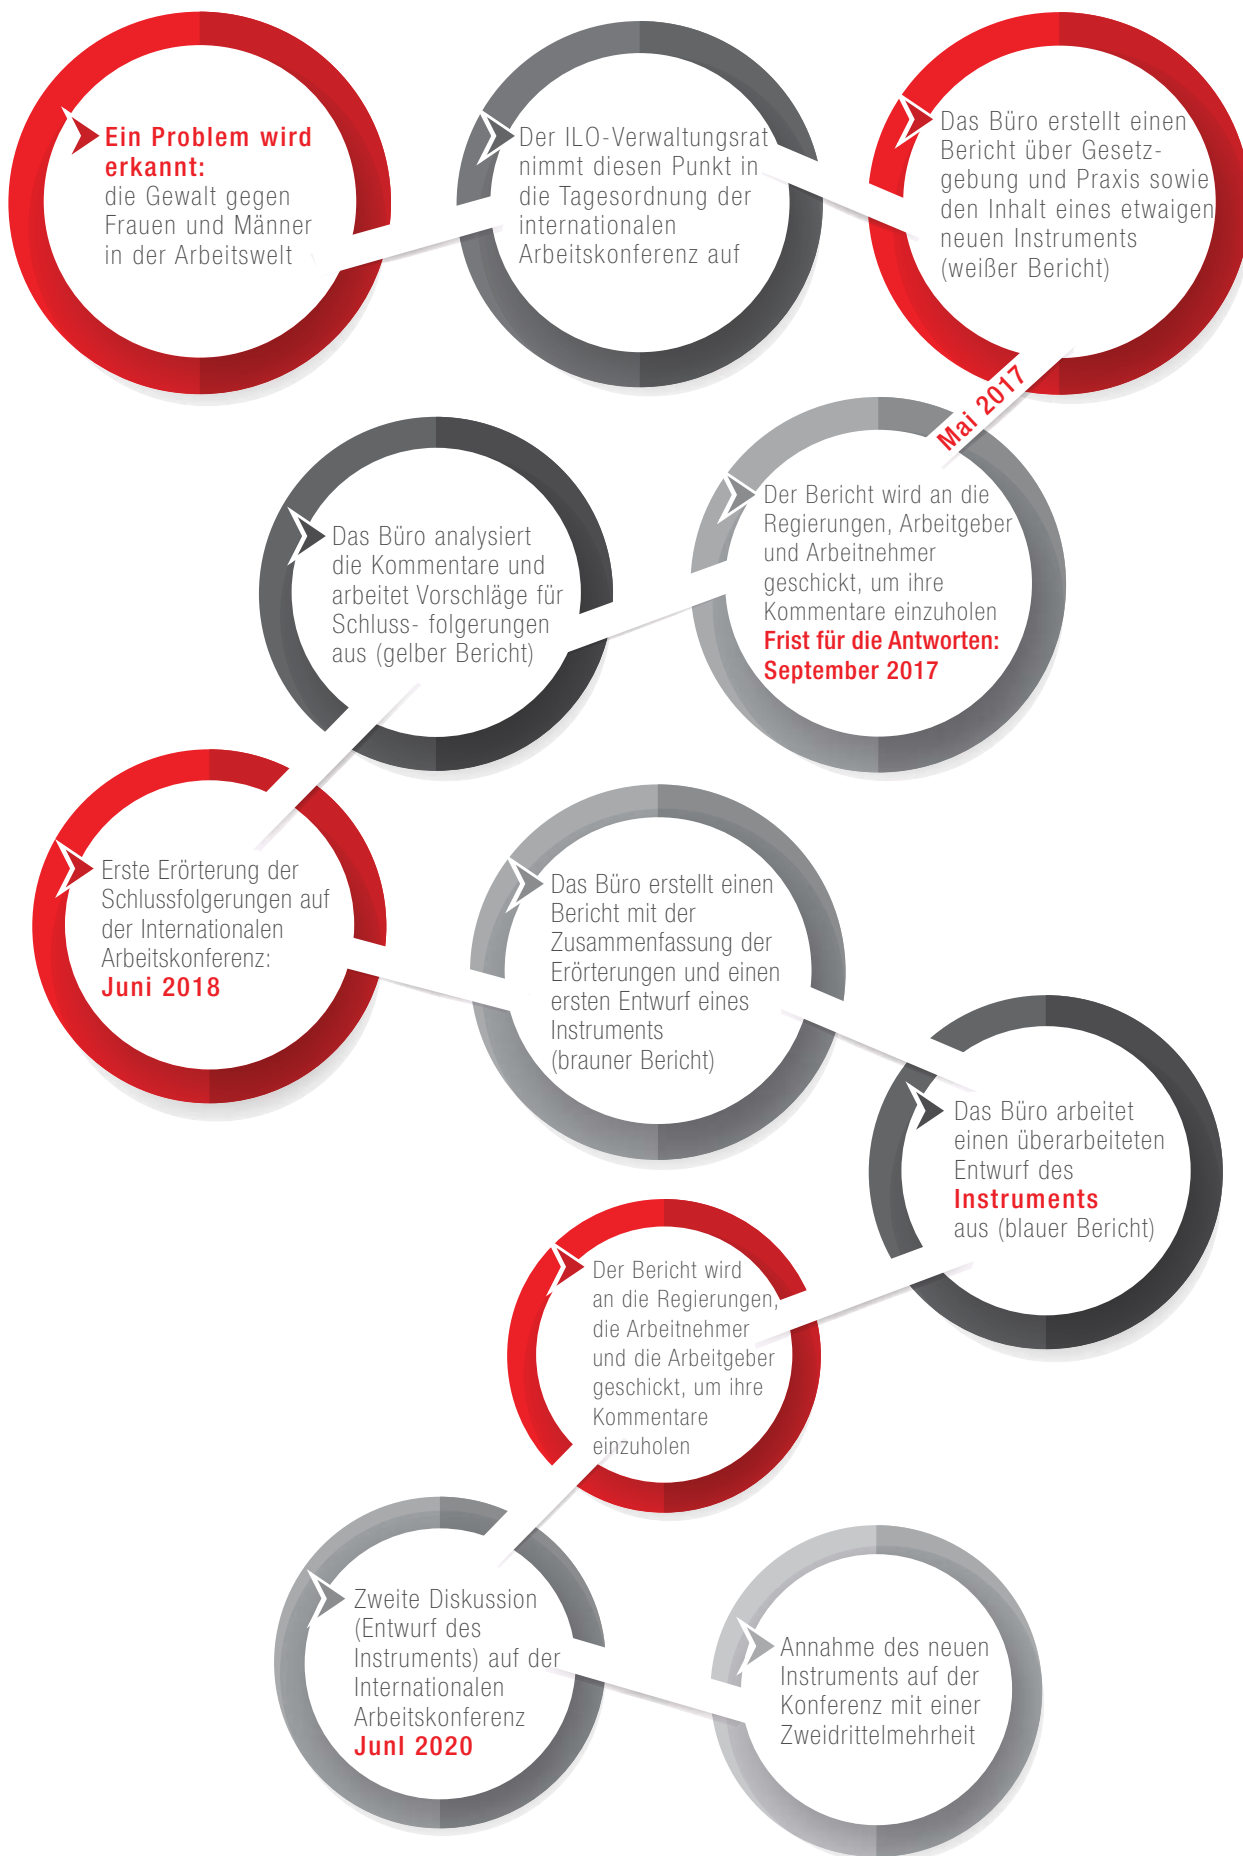 Ein Problem wird
erkannt:
die Gewalt gegen
Frauen und Männer
in der Arbeitswelt
Der ILO-Verwaltungsrat
nimmt diesen Punkt in
die Tagesordnung der
internationalen
Arbeitskonferenz auf
Das Büro erstellt einen
Bericht über Gesetz-
gebung und Praxis sowie
den Inhalt eines etwaigen
neuen Instruments
(weißer Bericht)
Mai 2017
Der Bericht wird an die
Regierungen, Arbeitgeber
und Arbeitnehmer
geschickt, um ihre
Kommentare einzuholen
Frist für die Antworten:
September 2017
Das Büro analysiert
die Kommentare und
arbeitet Vorschläge für
Schluss- folgerungen
aus (gelber Bericht)
Erste Erörterung der
Schlussfolgerungen auf
der Internationalen
Arbeitskonferenz:
Juni 2018
Das Büro erstellt einen
Bericht mit der
Zusammenfassung der
Erörterungen und einen
ersten Entwurf eines
Instruments
(brauner Bericht)
Das Büro arbeitet
einen überarbeiteten
Entwurf des
Instruments
aus (blauer Bericht)
Der Bericht wird
an die Regierungen,
die Arbeitnehmer
und die Arbeitgeber
geschickt, um ihre
Kommentare
einzuholen
Zweite Diskussion
(Entwurf des
Instruments) auf der
Internationalen
Arbeitskonferenz
JunI 2020
Annahme des neuen
Instruments auf der
Konferenz mit einer
Zweidrittelmehrheit